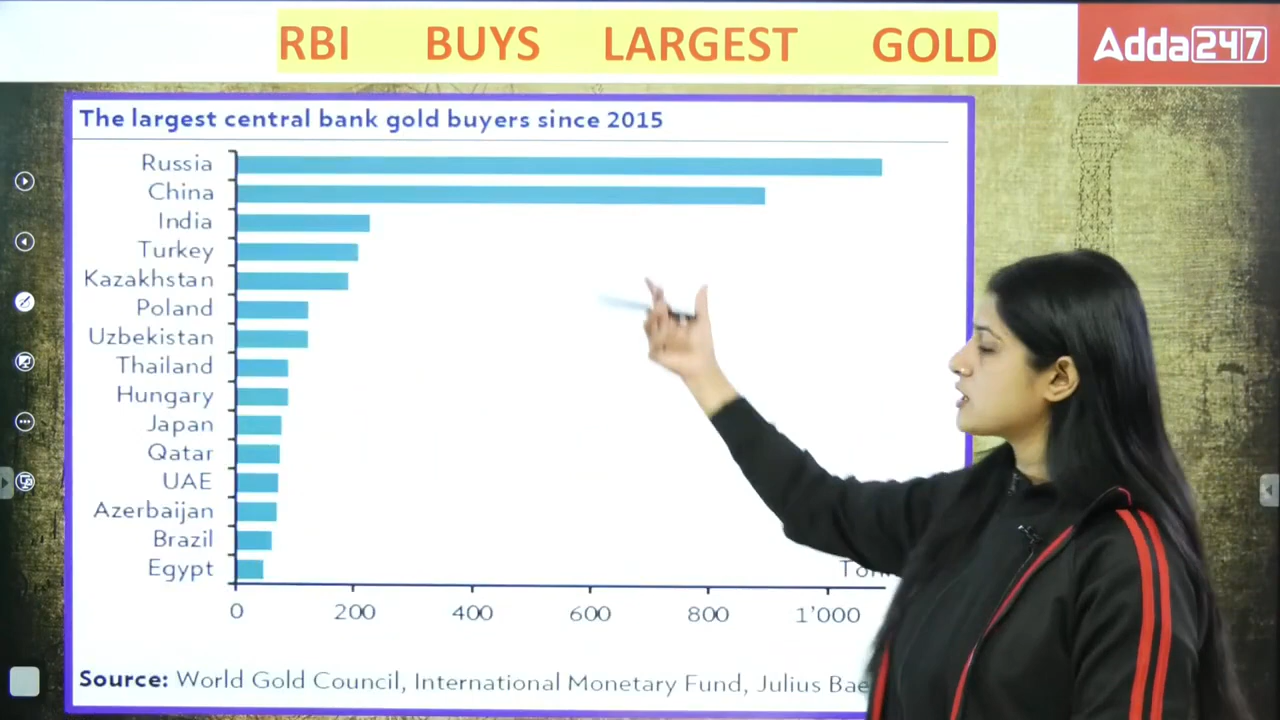 RBI BUYS LARGEST GOLD
Adda247
The largest central bank gold buyers since 2015
Russia
China
India
Turkey
Kazakhstan
Poland
Uzbekistan
Thailand
Hungary
Japan
Qatar
UAE
Azerbaijan
Brazil
Egypt
0 200 400 600 800 1'000
Source: World Gold Council, International Monetary Fund, Julius